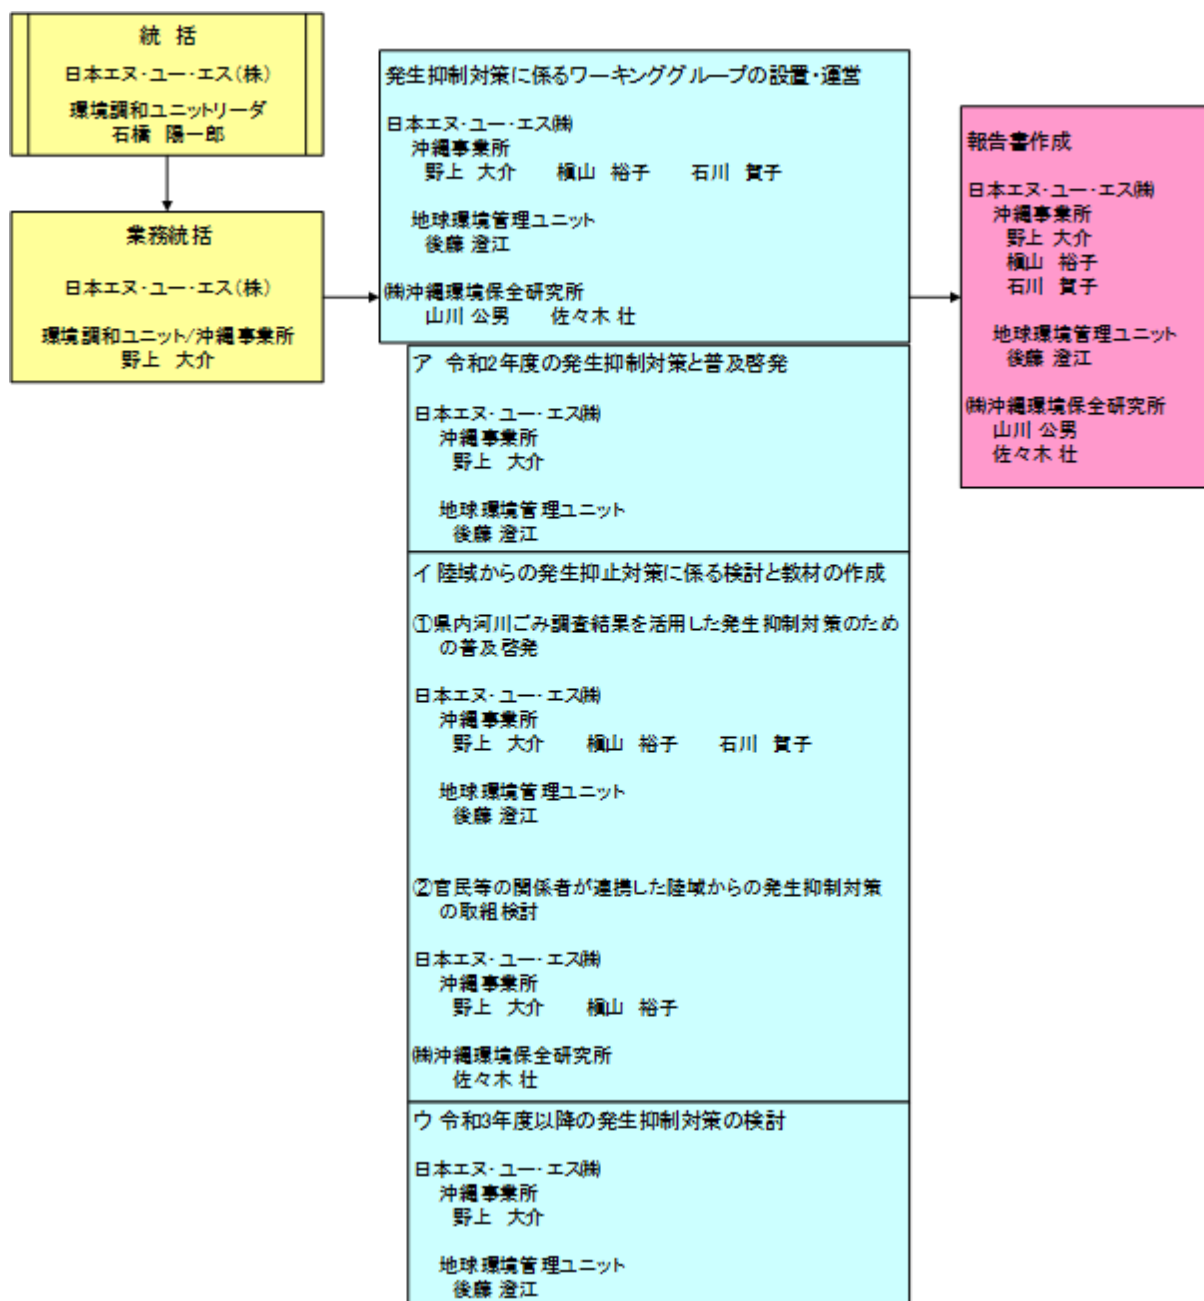 統 括
日本エヌ・ユー・エス(株)
環境調和ユニットリーダ
石橋 陽一郎
業務統括
日本エヌ・ユー・エス(株)
環境調和ユニット/沖縄事業所
野上 大介
発生抑制対策に係るワーキンググループの設置・運営
日本エヌ・ユー・エス㈱
沖縄事業所
野上 大介 槇山 裕子 石川 賀子
地球環境管理ユニット
後藤 澄江
㈱沖縄環境保全研究所
山川 公男 佐々木 壮
ア 令和2年度の発生抑制対策と普及啓発
日本エヌ・ユー・エス㈱
沖縄事業所
野上 大介
地球環境管理ユニット
後藤 澄江
イ 陸域からの発生抑止対策に係る検討と教材の作成
①県内河川ごみ調査結果を活用した発生抑制対策のため
の普及啓発
日本エヌ・ユー・エス㈱
沖縄事業所
野上 大介 槇山 裕子 石川 賀子
地球環境管理ユニット
後藤 澄江
②官民等の関係者が連携した陸域からの発生抑制対策
の取組検討
日本エヌ・ユー・エス㈱
沖縄事業所
野上 大介 槇山 裕子
㈱沖縄環境保全研究所
佐々木 壮
ウ 令和3年度以降の発生抑制対策の検討
日本エヌ・ユー・エス㈱
沖縄事業所
野上 大介
地球環境管理ユニット
後藤 澄江
報告書作成
日本エヌ・ユー・エス㈱
沖縄事業所
野上 大介
槇山 裕子
石川 賀子
地球環境管理ユニット
後藤 澄江
㈱沖縄環境保全研究所
山川 公男
佐々木 壮